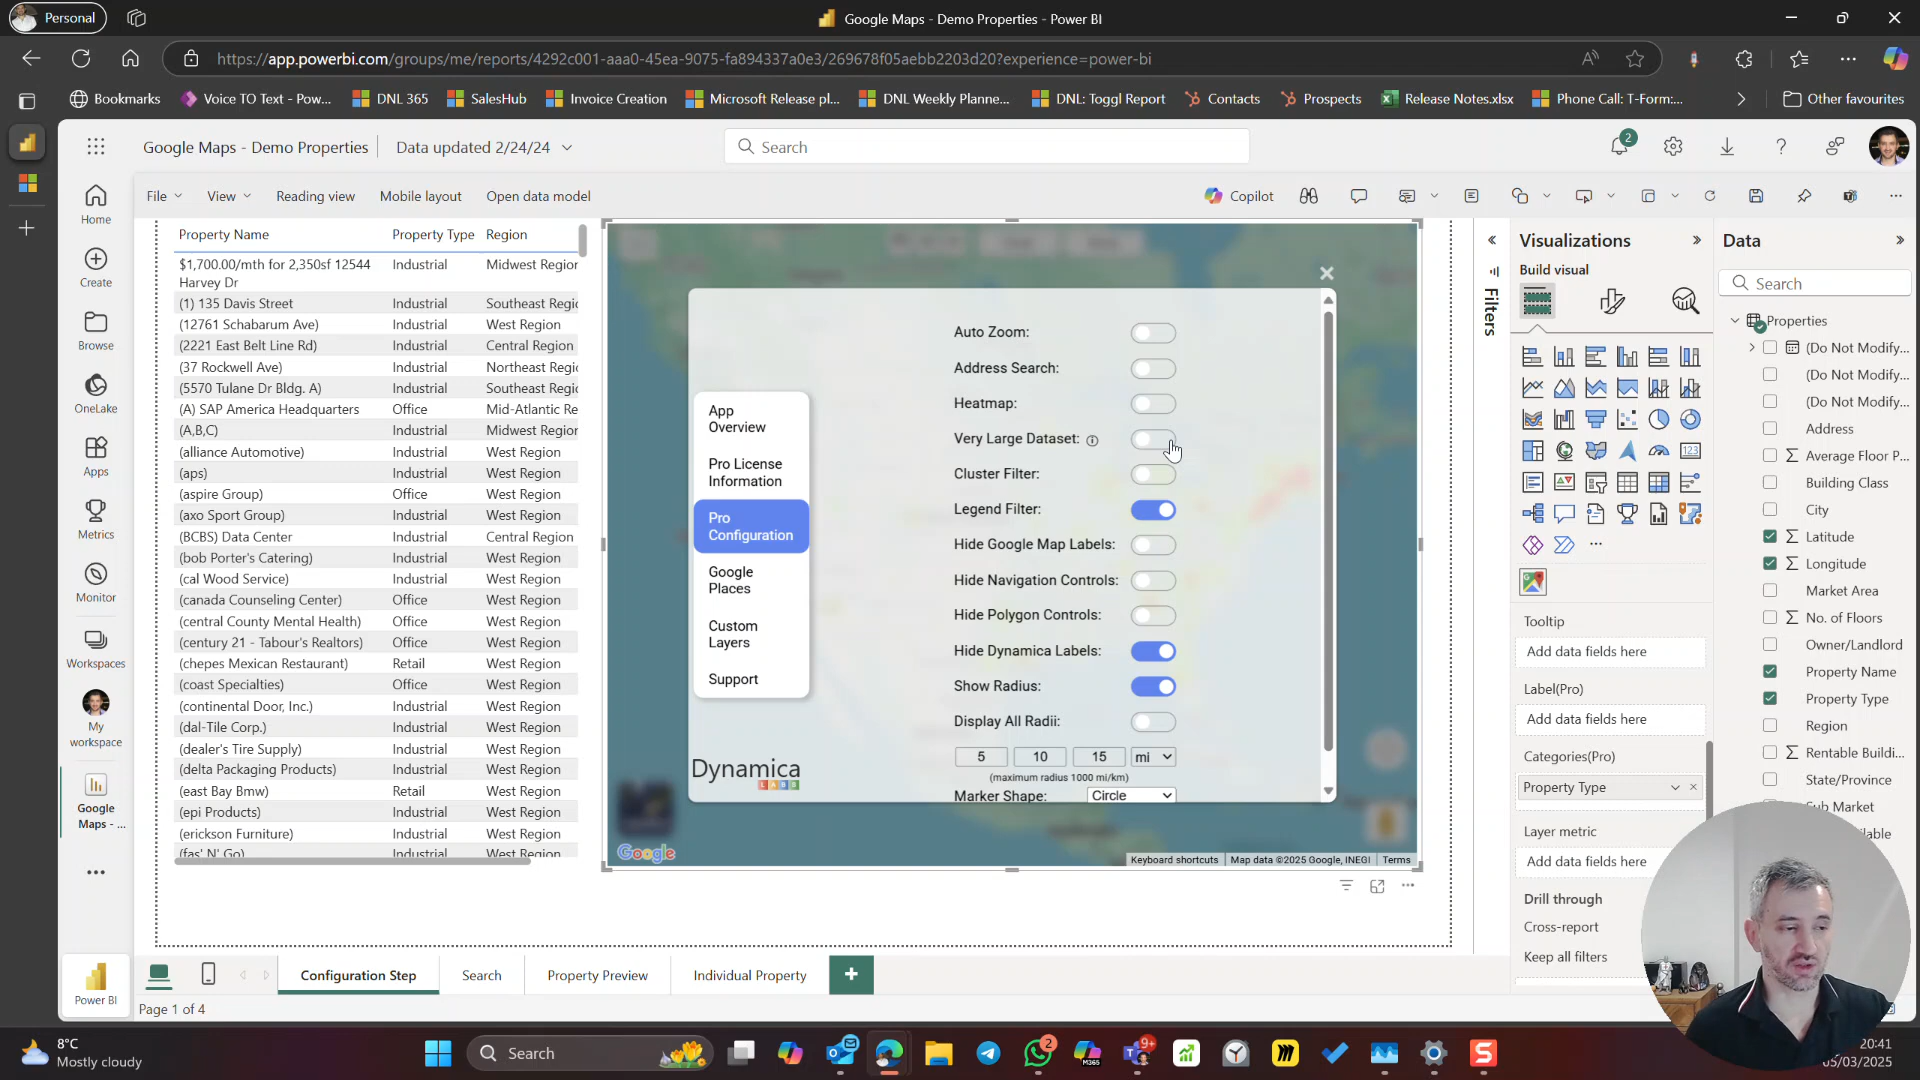 Personal
Google Maps - Demo Properties - Power BI
https://app.powerbi.com/groups/me/reports/4292c001-aaa0-45ea-9075-fa894337a0e3/269678f05aebb2203d20?experience=power-bi
Bookmarks
Voice TO Text - Pow...
DNL 365
SalesHub
Invoice Creation
Microsoft Release pl...
DNL Weekly Planne...
DNL: Toggl Report
Contacts
Prospects
Release Notes.xlsx
Phone Call: T-Form:...
Other favourites
Google Maps - Demo Properties
Data updated 2/24/24
Search
2
File
View
Reading view
Mobile layout
Open data model
Copilot
Home
Create
Browse
OneLake
Apps
Metrics
Monitor
Workspaces
My
workspace
Google
Maps - ...
Power BI
Property Name Property Type Region
$1,700.00/mth for 2,350sf 12544 Industrial Midwest Region
Harvey Dr
(1) 135 Davis Street Industrial Southeast Regic
(12761 Schabarum Ave) Industrial West Region
(2221 East Belt Line Rd) Industrial Central Region
(37 Rockwell Ave) Industrial Northeast Regic
(5570 Tulane Dr Bldg. A) Industrial Southeast Regic
(A) SAP America Headquarters Office Mid-Atlantic Re
(A,B,C) Industrial Midwest Region
(alliance Automotive) Industrial West Region
(aps) Industrial West Region
(aspire Group) Office West Region
(axo Sport Group) Industrial West Region
(BCBS) Data Center Industrial Central Region
(bob Porter's Catering) Industrial West Region
(cal Wood Service) Industrial West Region
(canada Counseling Center) Office West Region
(central County Mental Health) Office West Region
(century 21 - Tabour's Realtors) Office West Region
(chepes Mexican Restaurant) Retail West Region
(coast Specialties) Office West Region
(continental Door, Inc.) Industrial West Region
(dal-Tile Corp.) Industrial West Region
(dealer's Tire Supply) Industrial West Region
(delta Packaging Products) Industrial West Region
(east Bay Bmw) Retail West Region
(epi Products) Industrial West Region
(erickson Furniture) Industrial West Region
(fas' N' Go) Industrial West Region
App
Overview
Pro License
Information
Pro
Configuration
Google
Places
Custom
Layers
Support
Dynamica
LABS
Auto Zoom:
Address Search:
Heatmap:
Very Large Dataset:
Cluster Filter:
Legend Filter:
Hide Google Map Labels:
Hide Navigation Controls:
Hide Polygon Controls:
Hide Dynamica Labels:
Show Radius:
Display All Radii:
5 10 15 mi
(maximum radius 1000 mi/km)
Marker Shape: Circle
Google
Keyboard shortcuts
Map data ©2025 Google, INEGI
Terms
Filters
Visualizations
Build visual
Tooltip
Add data fields here
Label(Pro)
Add data fields here
Categories(Pro)
Property Type
Layer metric
Add data fields here
Drill through
Cross-report
Keep all filters
Data
Search
Properties
(Do Not Modify...
(Do Not Modify...
(Do Not Modify...
Address
Average Floor P...
Building Class
City
Latitude
Longitude
Market Area
No. of Floors
Owner/Landlord
Property Name
Property Type
Region
Rentable Buildi...
State/Province
Sub Market
Configuration Step
Search
Property Preview
Individual Property
Page 1 of 4
8°C
Mostly cloudy
Search
2
9+
20:41
05/03/2025